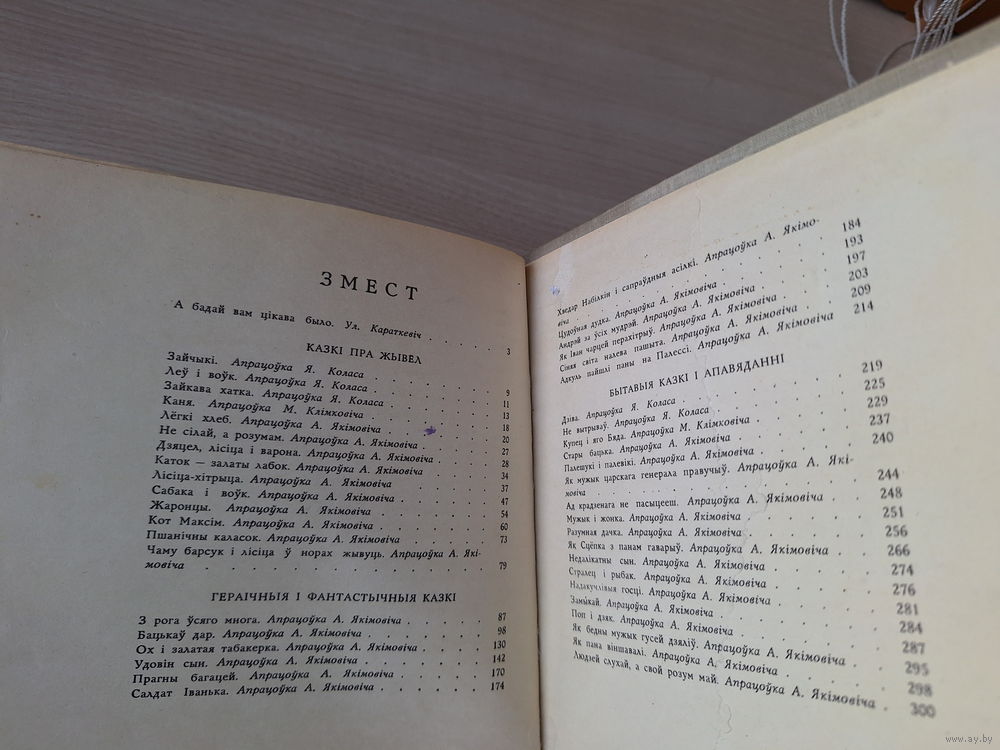 ЗМЕСТ
А бадай вам цікава было. Ул. Караткевіч . . . . . 3
КАЗКІ ПРА ЖЫВЕЛ
Зайчыкі. Апрацоўка Я. Коласа . . . . . 9
Леў і воўк. Апрацоўка Я. Коласа . . . . . 11
Зайкава хатка. Апрацоўка Я. Коласа . . . . . 13
Каня. Апрацоўка М. Клімковіча . . . . . 18
Лёгкі хлеб. Апрацоўка А. Якімовіча . . . . . 20
Не сілай, а розумам. Апрацоўка А. Якімовіча . . . . . 27
Дзяцел, лісіца і варона. Апрацоўка А. Якімовіча . . . . . 28
Каток — залаты лабок. Апрацоўка А. Якімовіча . . . . . 34
Лісіца-хітрыца. Апрацоўка А. Якімовіча . . . . . 37
Сабака і воўк. Апрацоўка А. Якімовіча . . . . . 47
Жаронцы. Апрацоўка А. Якімовіча . . . . . 54
Кот Максім. Апрацоўка А. Якімовіча . . . . . 60
Пшанічны каласок. Апрацоўка А. Якімовіча . . . . . 73
Чаму барсук і лісіца ў норах жывуць. Апрацоўка А. Які-
мовіча . . . . . 79
ГЕРАІЧНЫЯ І ФАНТАСТЫЧНЫЯ КАЗКІ
З рога ўсяго многа. Апрацоўка А. Якімовіча . . . . . 87
Бацькаў дар. Апрацоўка А. Якімовіча . . . . . 98
Ох і залатая табакерка. Апрацоўка А. Якімовіча . . . . . 130
Удовін сын. Апрацоўка А. Якімовіча . . . . . 142
Прагны багацей. Апрацоўка А. Якімовіча . . . . . 170
Салдат Іванька. Апрацоўка А. Якімовіча . . . . . 174
Хведар Набілкін і сапраўдныя асілкі. Апрацоўка А. Якімо-
віча . . . . . 184
Цудоўная дудка. Апрацоўка А. Якімовіча . . . . . 193
Андрэй за ўсіх мудрэй. Апрацоўка А. Якімовіча . . . . . 197
Як Іван чарцей перахітрыў. Апрацоўка А. Якімовіча . . . . . 203
Сіняя світа налева пашыта. Апрацоўка А. Якімовіча . . . . . 209
Адкуль пайшлі паны на Палессі. Апрацоўка А. Якімовіча 214
БЫТАВЫЯ КАЗКІ І АПАВЯДАННІ
Дзіва. Апрацоўка Я. Коласа . . . . . 219
Не вытрываў. Апрацоўка Я. Коласа . . . . . 225
Купец і яго Бяда. Апрацоўка М. Клімковіча . . . . . 229
Стары бацька. Апрацоўка А. Якімовіча . . . . . 237
Палешукі і палевікі. Апрацоўка А. Якімовіча . . . . . 240
Як мужык царскага генерала правучыў. Апрацоўка А. Які-
мовіча . . . . . 244
Ад крадзенага не пасыцееш. Апрацоўка А. Якімовіча . . . . . 248
Мужык і жонка. Апрацоўка А. Якімовіча . . . . . 251
Разумная дачка. Апрацоўка А. Якімовіча . . . . . 256
Як Сцёпка з панам гаварыў. Апрацоўка А. Якімовіча . . . . . 266
Недалікатны сын. Апрацоўка А. Якімовіча . . . . . 274
Стралец і рыбак. Апрацоўка А. Якімовіча . . . . . 276
Надакучлівыя госці. Апрацоўка А. Якімовіча . . . . . 281
Замыкай. Апрацоўка А. Якімовіча . . . . . 284
Поп і дзяк. Апрацоўка А. Якімовіча . . . . . 287
Як бедны мужык гусей дзяліў. Апрацоўка А. Якімовіча . 295
Як пана віншавалі. Апрацоўка А. Якімовіча . . . . . 298
Людзей слухай, а свой розум май. Апрацоўка А. Якімовіча . 300
www.ay.by